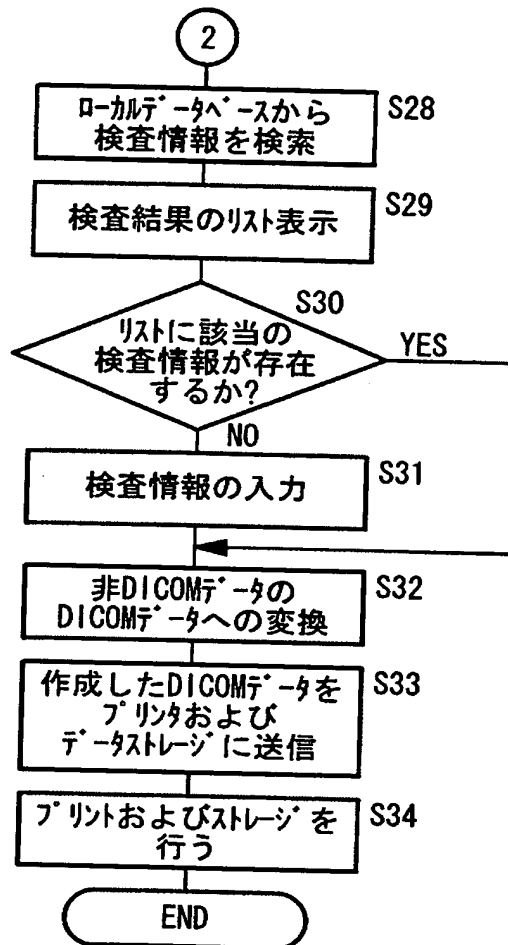 2
ローカルデータベースから
検査情報を検索
S28
検査結果のリスト表示
S29
S30
リストに該当の
検査情報が存在
するか?
YES
NO
検査情報の入力
S31
非DICOMデータの
DICOMデータへの変換
S32
作成したDICOMデータを
プリンタおよび
データストレージに送信
S33
プリントおよびストレージを
行う
S34
END